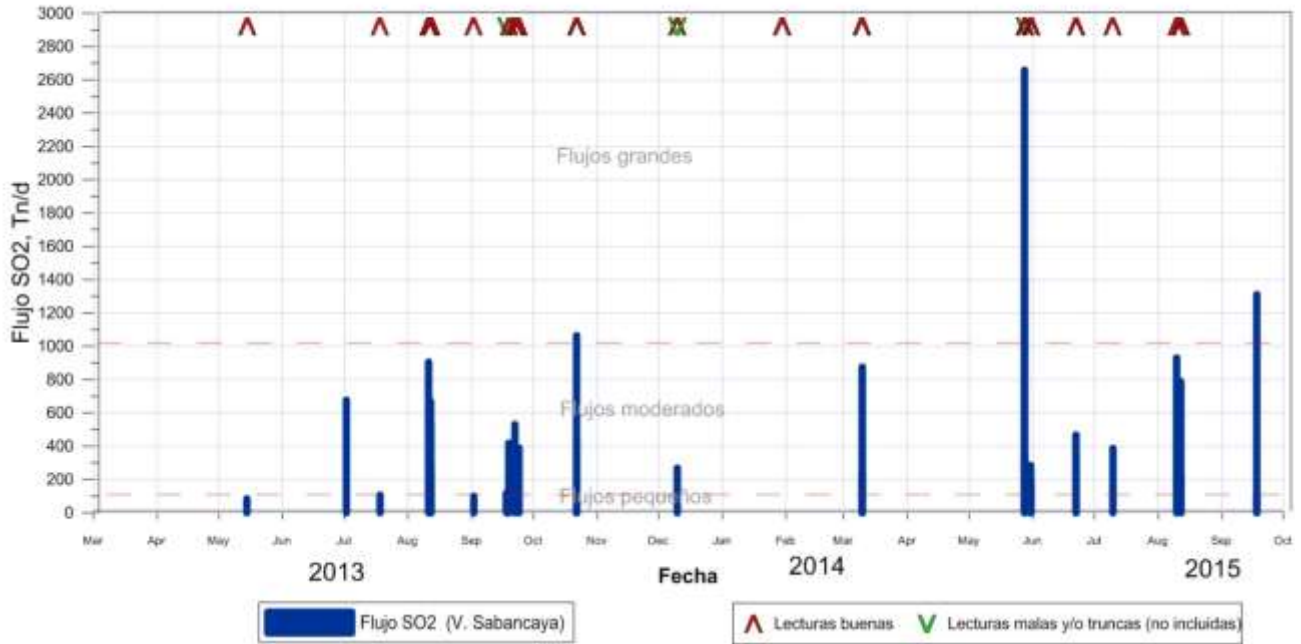 3000
2800
2600
2400
2200
2000
1800
1600
1400
1200
1000
800
600
400
200
0
Flujo SO2, Tn/d
Flujos grandes
Flujos moderados
Flujos pequeños
Mar Apr May Jun Jul Aug Sep Oct Nov Dec Jan Feb Mar Apr May Jun Jul Aug Sep Oct
2013 Fecha 2014 2015
Flujo SO2 (V. Sabancaya)
Lecturas buenas Lecturas malas y/o truncas (no incluidas)